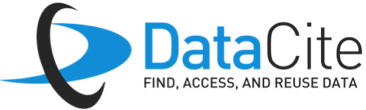 DataCite
FIND, ACCESS, AND REUSE DATA